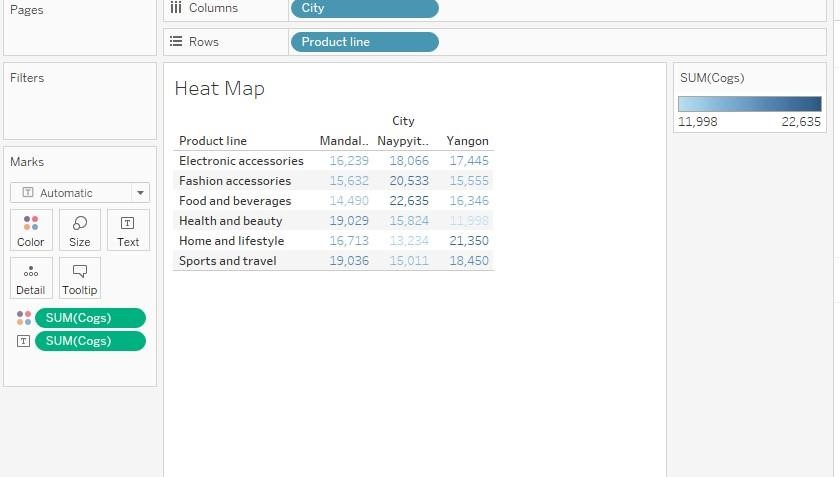 Pages
Columns
City
Rows
Product line
Filters
Marks
Automatic
Color
Size
Text
Detail
Tooltip
SUM(Cogs)
SUM(Cogs)
Heat Map
City
Product line Mandal.. Naypyit.. Yangon
Electronic accessories 16,239 18,066 17,445
Fashion accessories 15,632 20,533 15,555
Food and beverages 14,490 22,635 16,346
Health and beauty 19,029 15,824 11,998
Home and lifestyle 16,713 13,234 21,350
Sports and travel 19,036 15,011 18,450
SUM(Cogs)
11,998 22,635